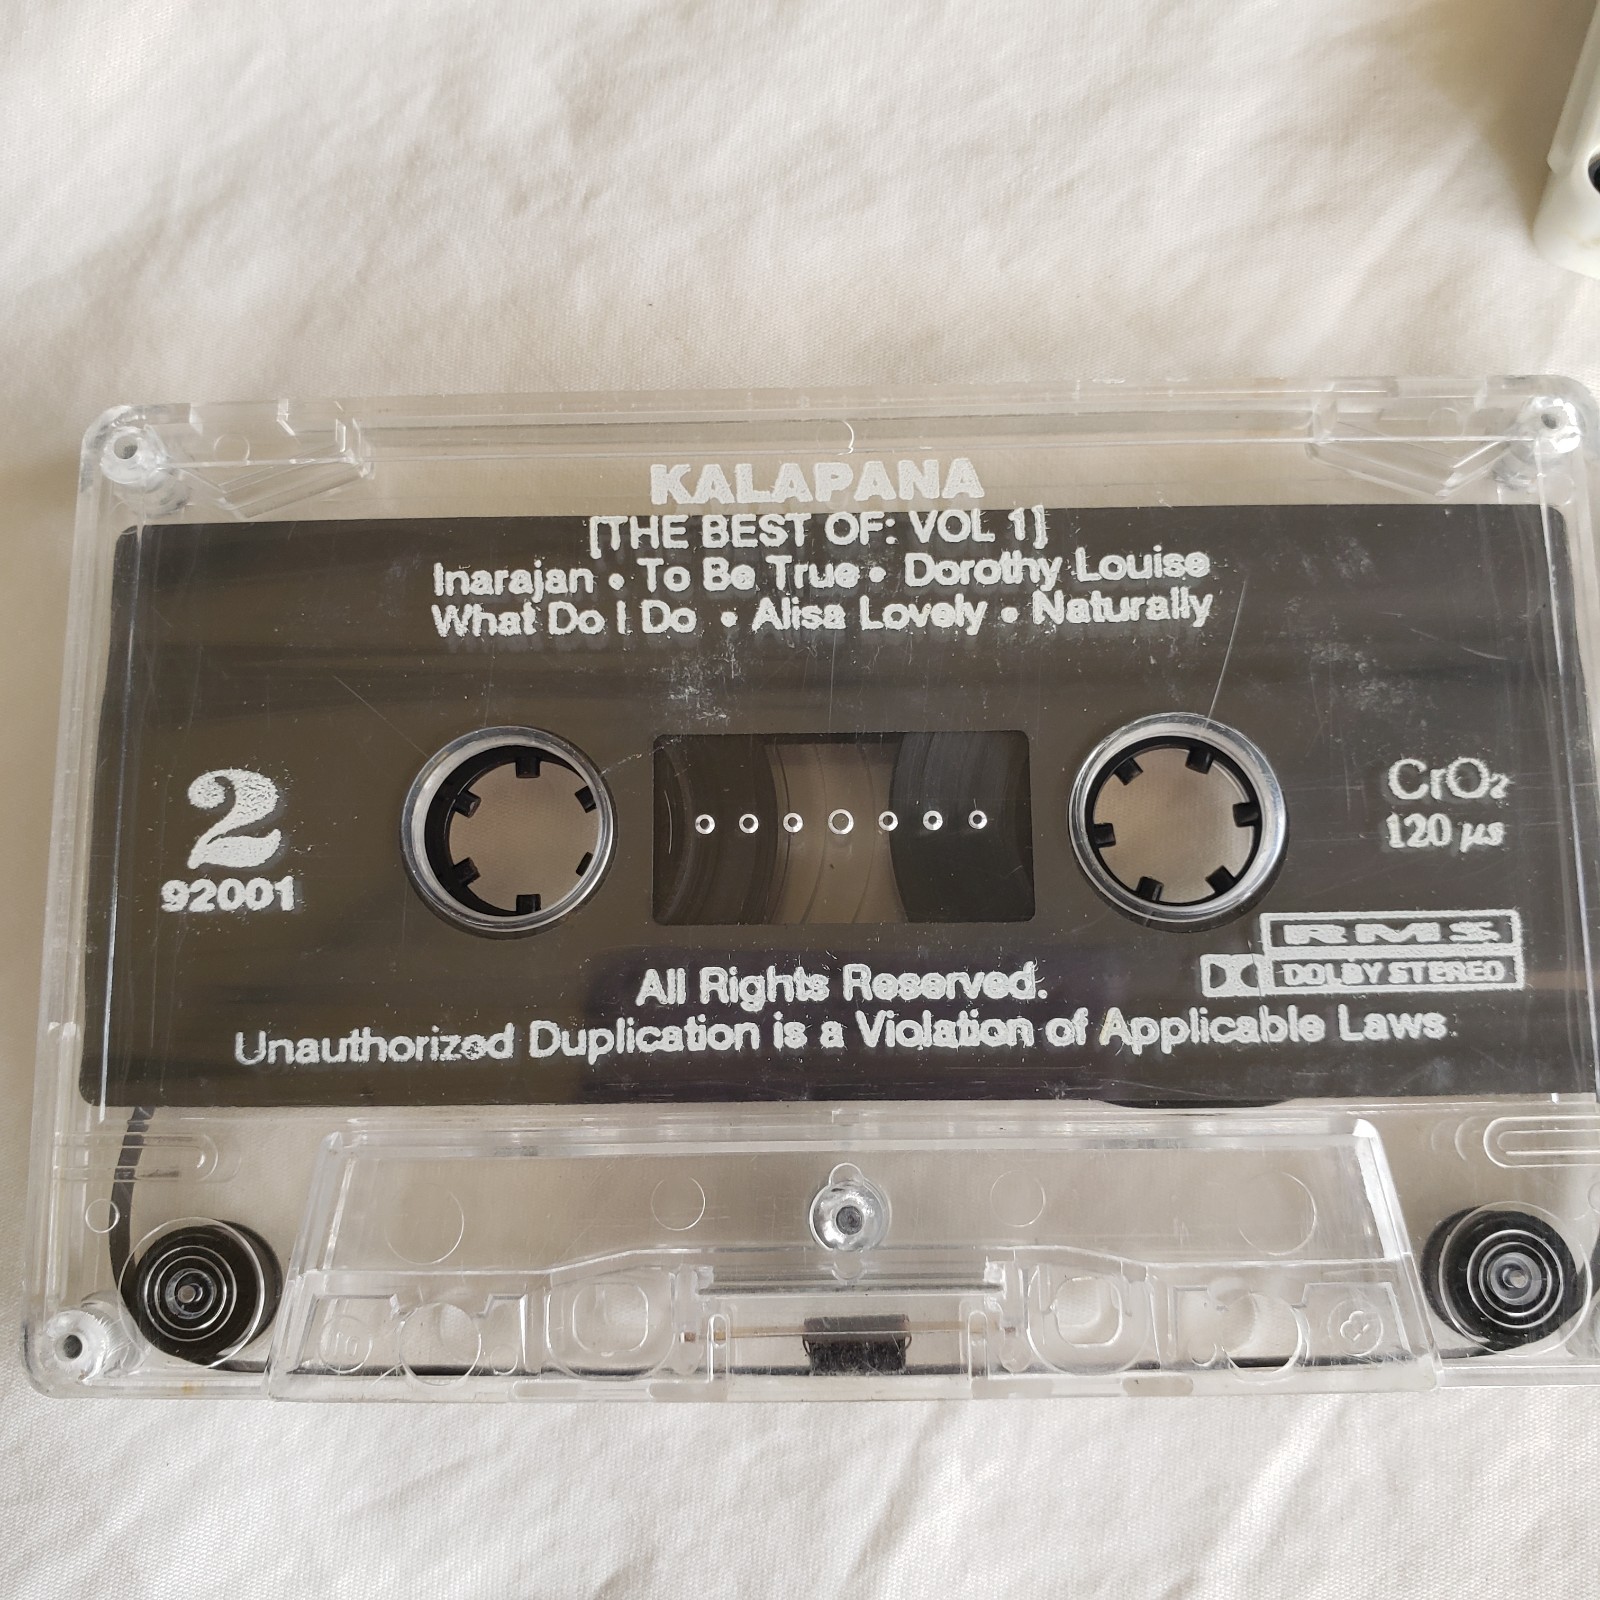 KALAPANA
[THE BEST OF: VOL 1]
Inarajan • To Be True • Dorothy Louise
What Do I Do • Alisa Lovely • Naturally
2
92001
CrO₂
120 µs
RMS
DOLBY STEREO
All Rights Reserved.
Unauthorized Duplication is a Violation of Applicable Laws